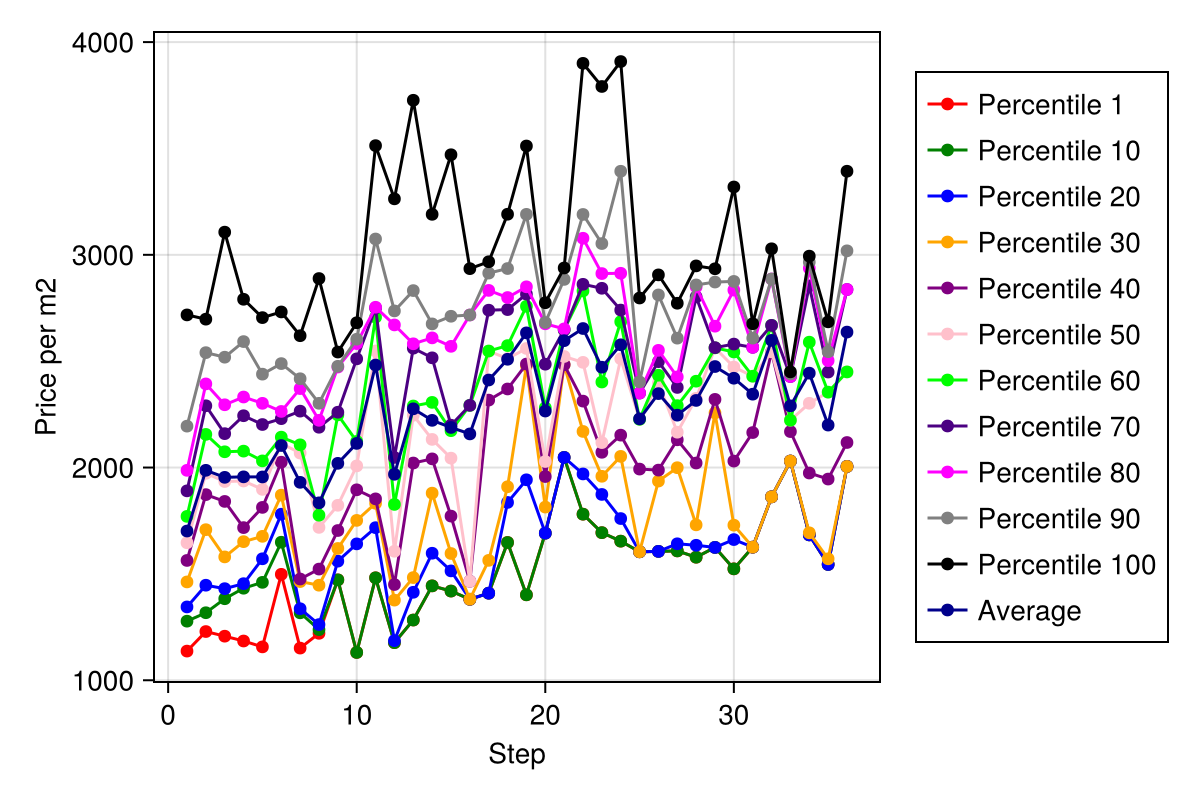 4000
3000
2000
1000
Price per m2
0
10
20
30
Step
Percentile 1
Percentile 10
Percentile 20
Percentile 30
Percentile 40
Percentile 50
Percentile 60
Percentile 70
Percentile 80
Percentile 90
Percentile 100
Average